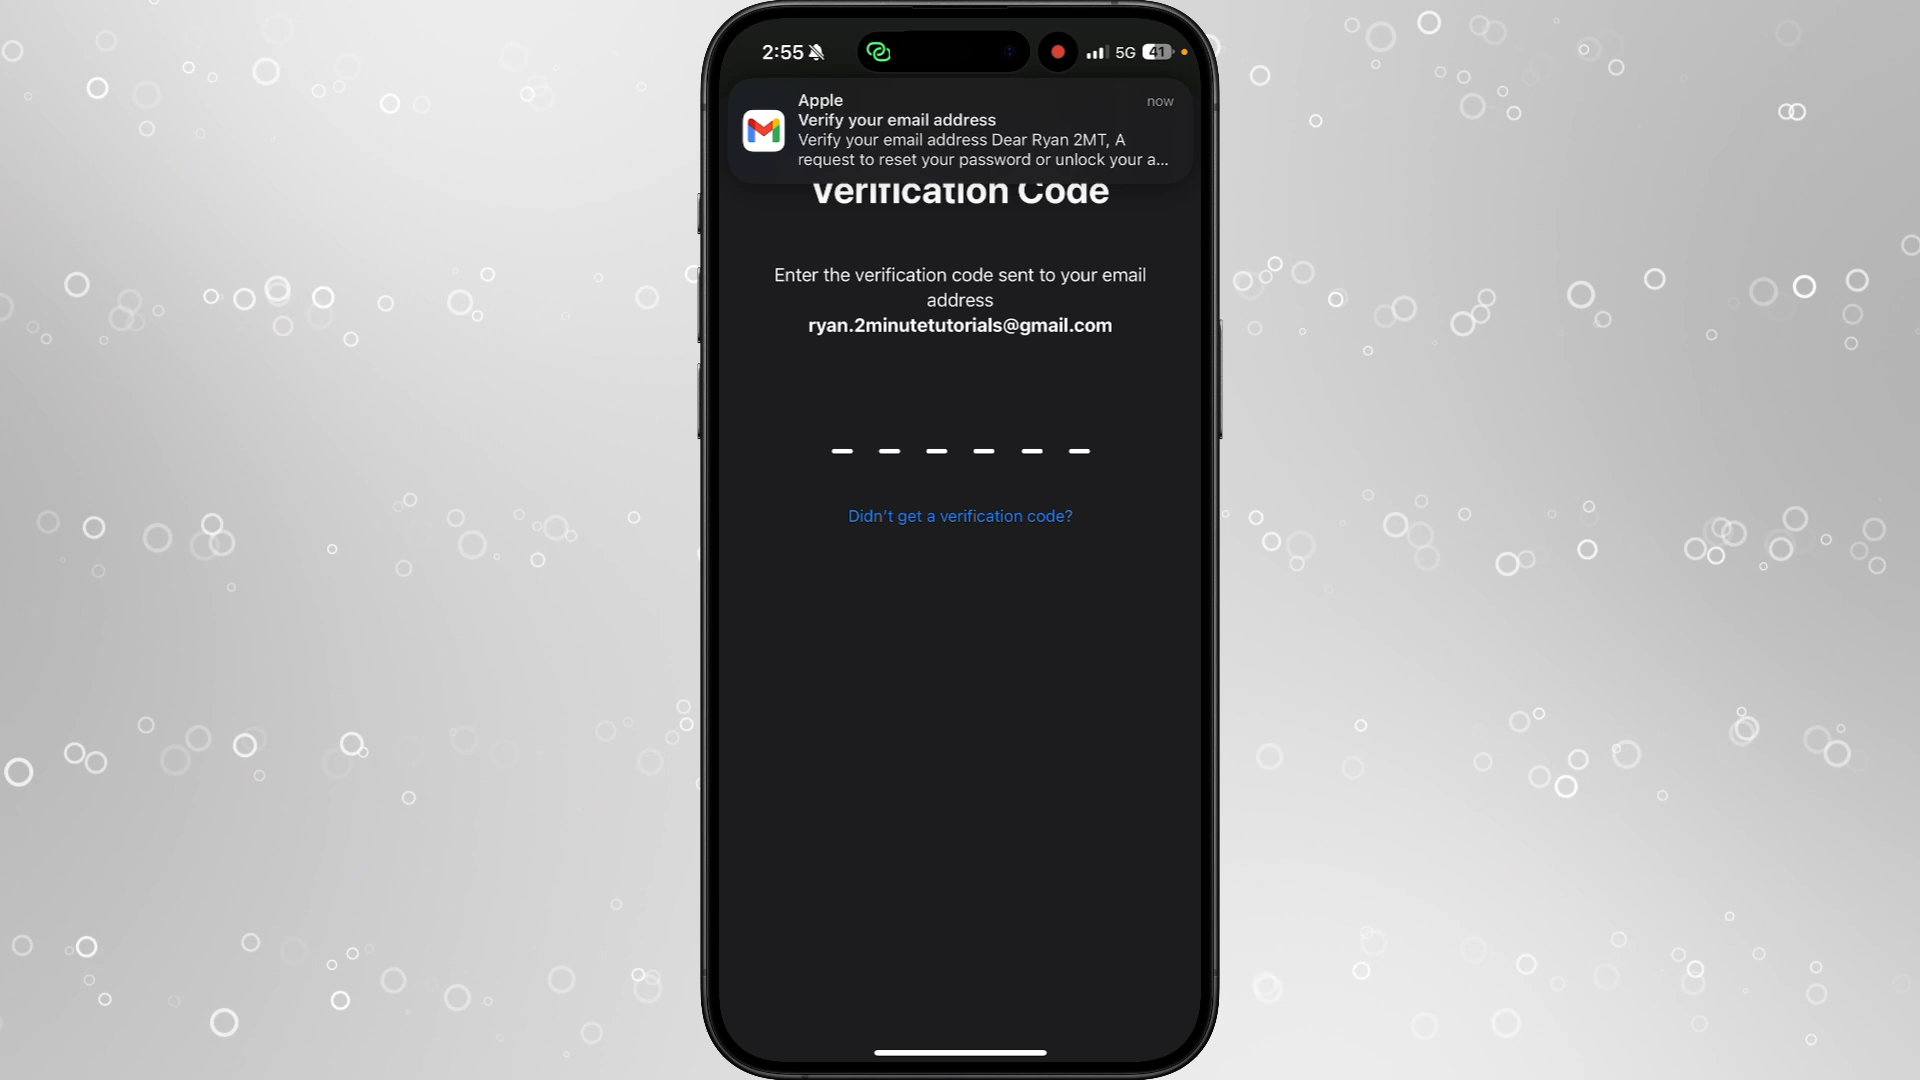 2:55
5G
41
Apple
now
Verify your email address
Verify your email address Dear Ryan 2MT, A
request to reset your password or unlock your a...
Verification Code
Enter the verification code sent to your email
address
ryan.2minutetutorials@gmail.com
Didn't get a verification code?